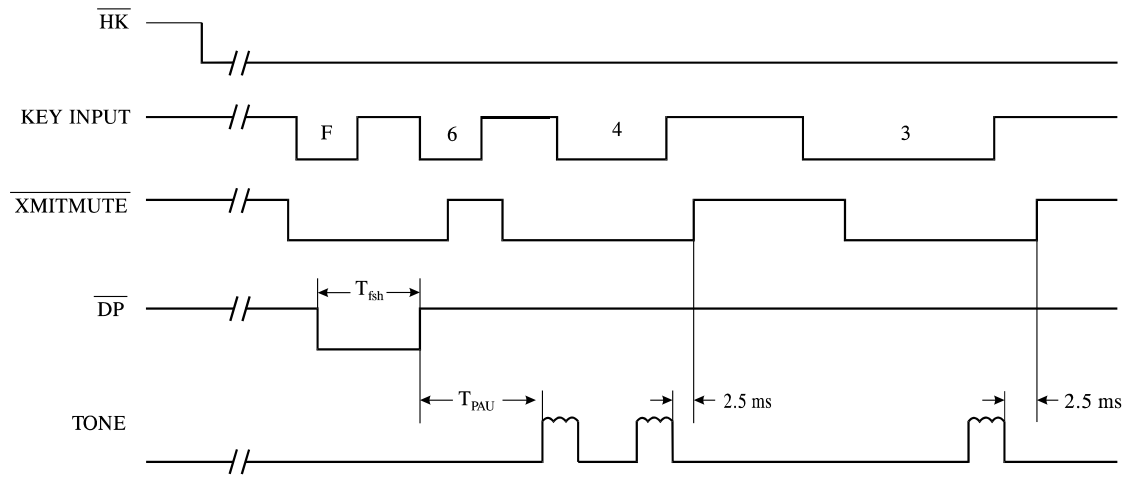 HK
KEY INPUT
F
6
4
3
XMITMUTE
Tfsh
DP
TPAU
2.5 ms
2.5 ms
TONE